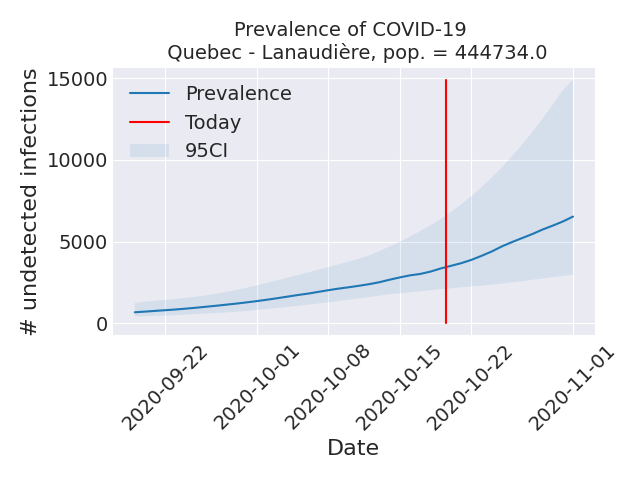 Prevalence of COVID-19
Quebec - Lanaudière, pop. = 444734.0
# undetected infections
15000
10000
5000
0
Prevalence
Today
95CI
2020-09-22
2020-10-01
2020-10-08
2020-10-15
2020-10-22
2020-11-01
Date